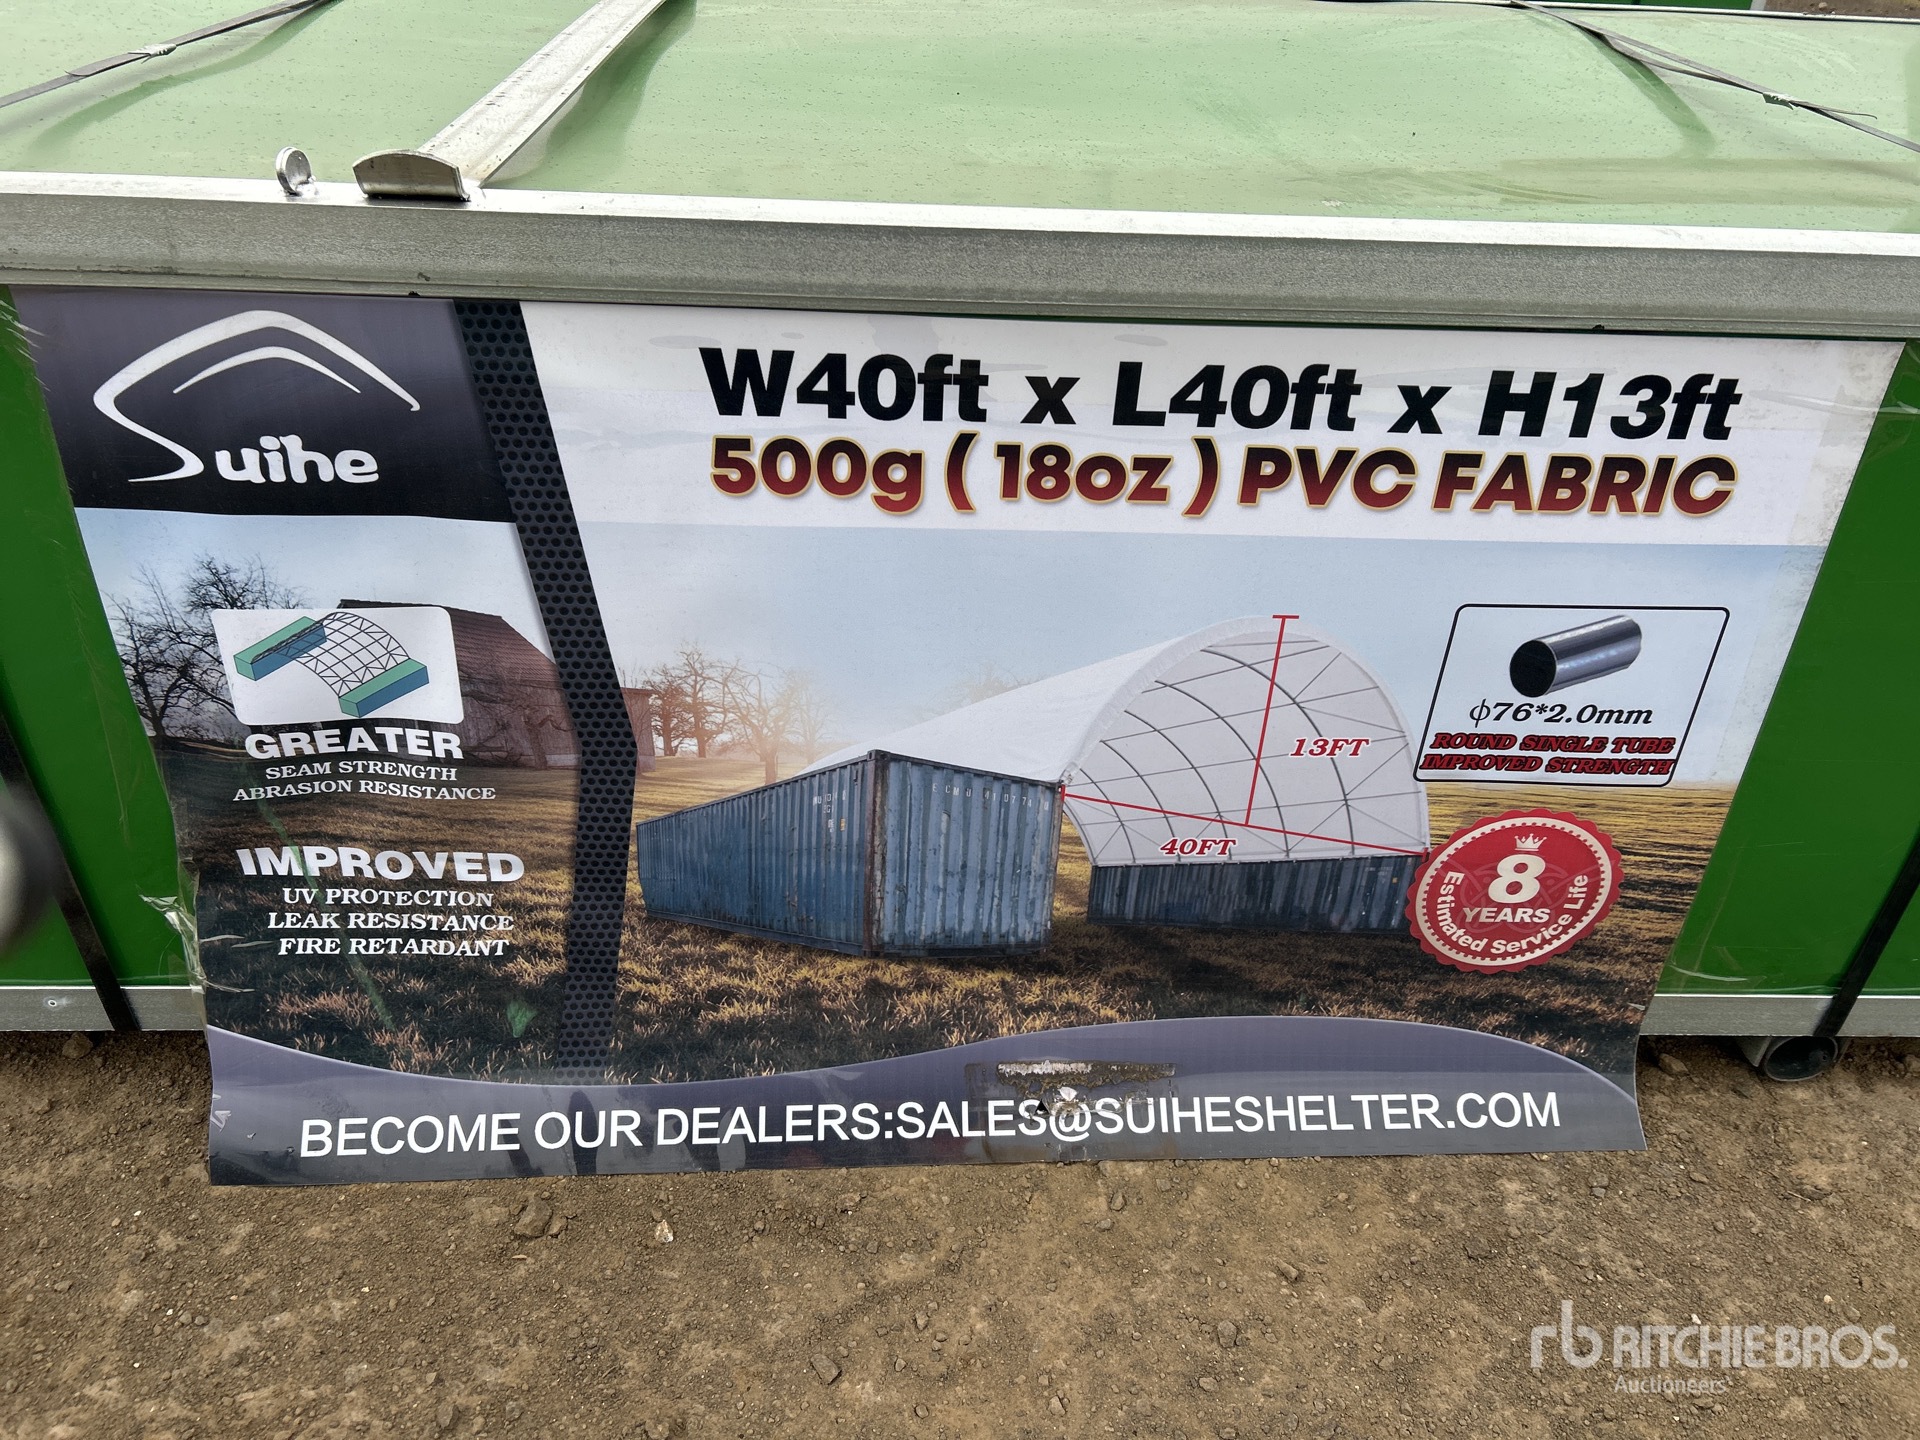 Suihe
W40ft x L40ft x H13ft
500g ( 18oz ) PVC FABRIC
GREATER
SEAM STRENGTH
ABRASION RESISTANCE
IMPROVED
UV PROTECTION
LEAK RESISTANCE
FIRE RETARDANT
13FT
40FT
ϕ76*2.0mm
ROUND SINGLE TUBE
IMPROVED STRENGTH
8
YEARS
Estimated Service Life
BECOME OUR DEALERS:SALES@SUIHESHELTER.COM
rb RITCHIE BROS.
Auctioneers